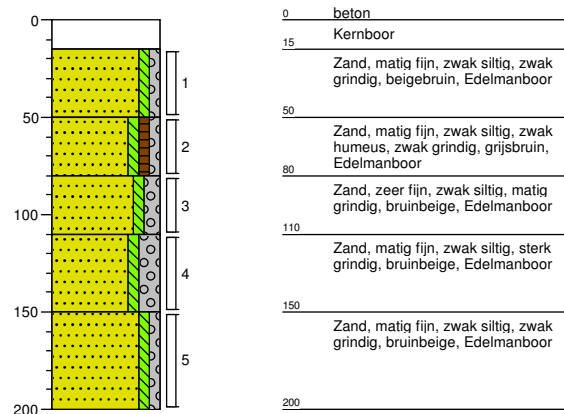 0
50
100
150
200
1
2
3
4
5
0
beton
Kernboor
15
Zand, matig fijn, zwak siltig, zwak
grindig, beigebruin, Edelmanboor
50
Zand, matig fijn, zwak siltig, zwak
humeus, zwak grindig, grijsbruin,
Edelmanboor
80
Zand, zeer fijn, zwak siltig, matig
grindig, bruinbeige, Edelmanboor
110
Zand, matig fijn, zwak siltig, sterk
grindig, bruinbeige, Edelmanboor
150
Zand, matig fijn, zwak siltig, zwak
grindig, bruinbeige, Edelmanboor
200